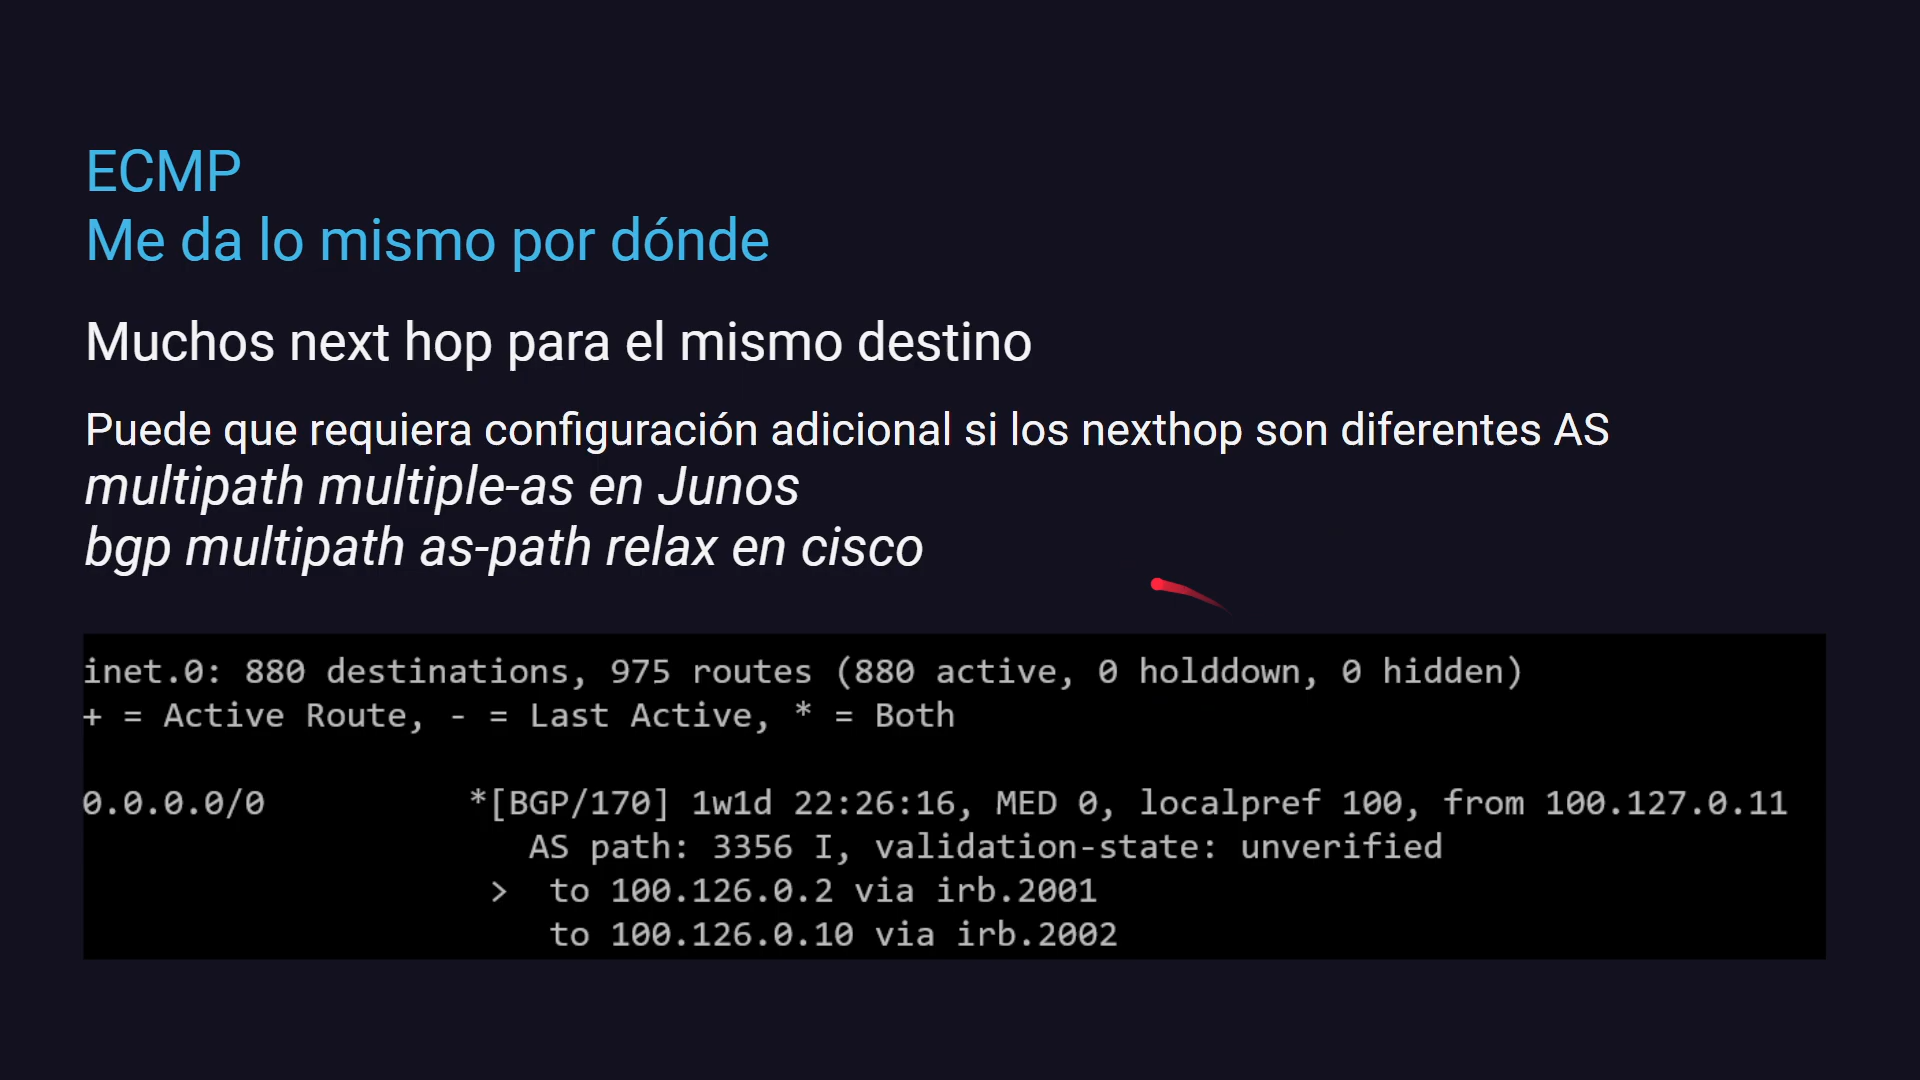 ECMP
Me da lo mismo por dónde
Muchos next hop para el mismo destino
Puede que requiera configuración adicional si los nexthop son diferentes AS
multipath multiple-as en Junos
bgp multipath as-path relax en cisco
inet.0: 880 destinations, 975 routes (880 active, 0 holddown, 0 hidden)
+ = Active Route, - = Last Active, * = Both
0.0.0.0/0 *[BGP/170] 1w1d 22:26:16, MED 0, localpref 100, from 100.127.0.11
AS path: 3356 I, validation-state: unverified
> to 100.126.0.2 via irb.2001
to 100.126.0.10 via irb.2002